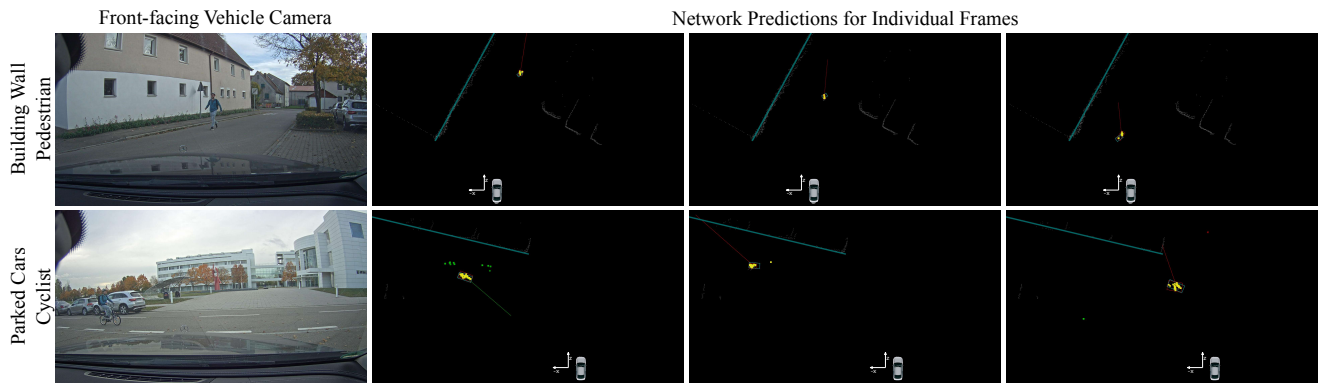 Front-facing Vehicle Camera
Network Predictions for Individual Frames
Building Wall
Pedestrian
z
-x
z
-x
z
-x
Parked Cars
Cyclist
z
-x
z
-x
z
-x